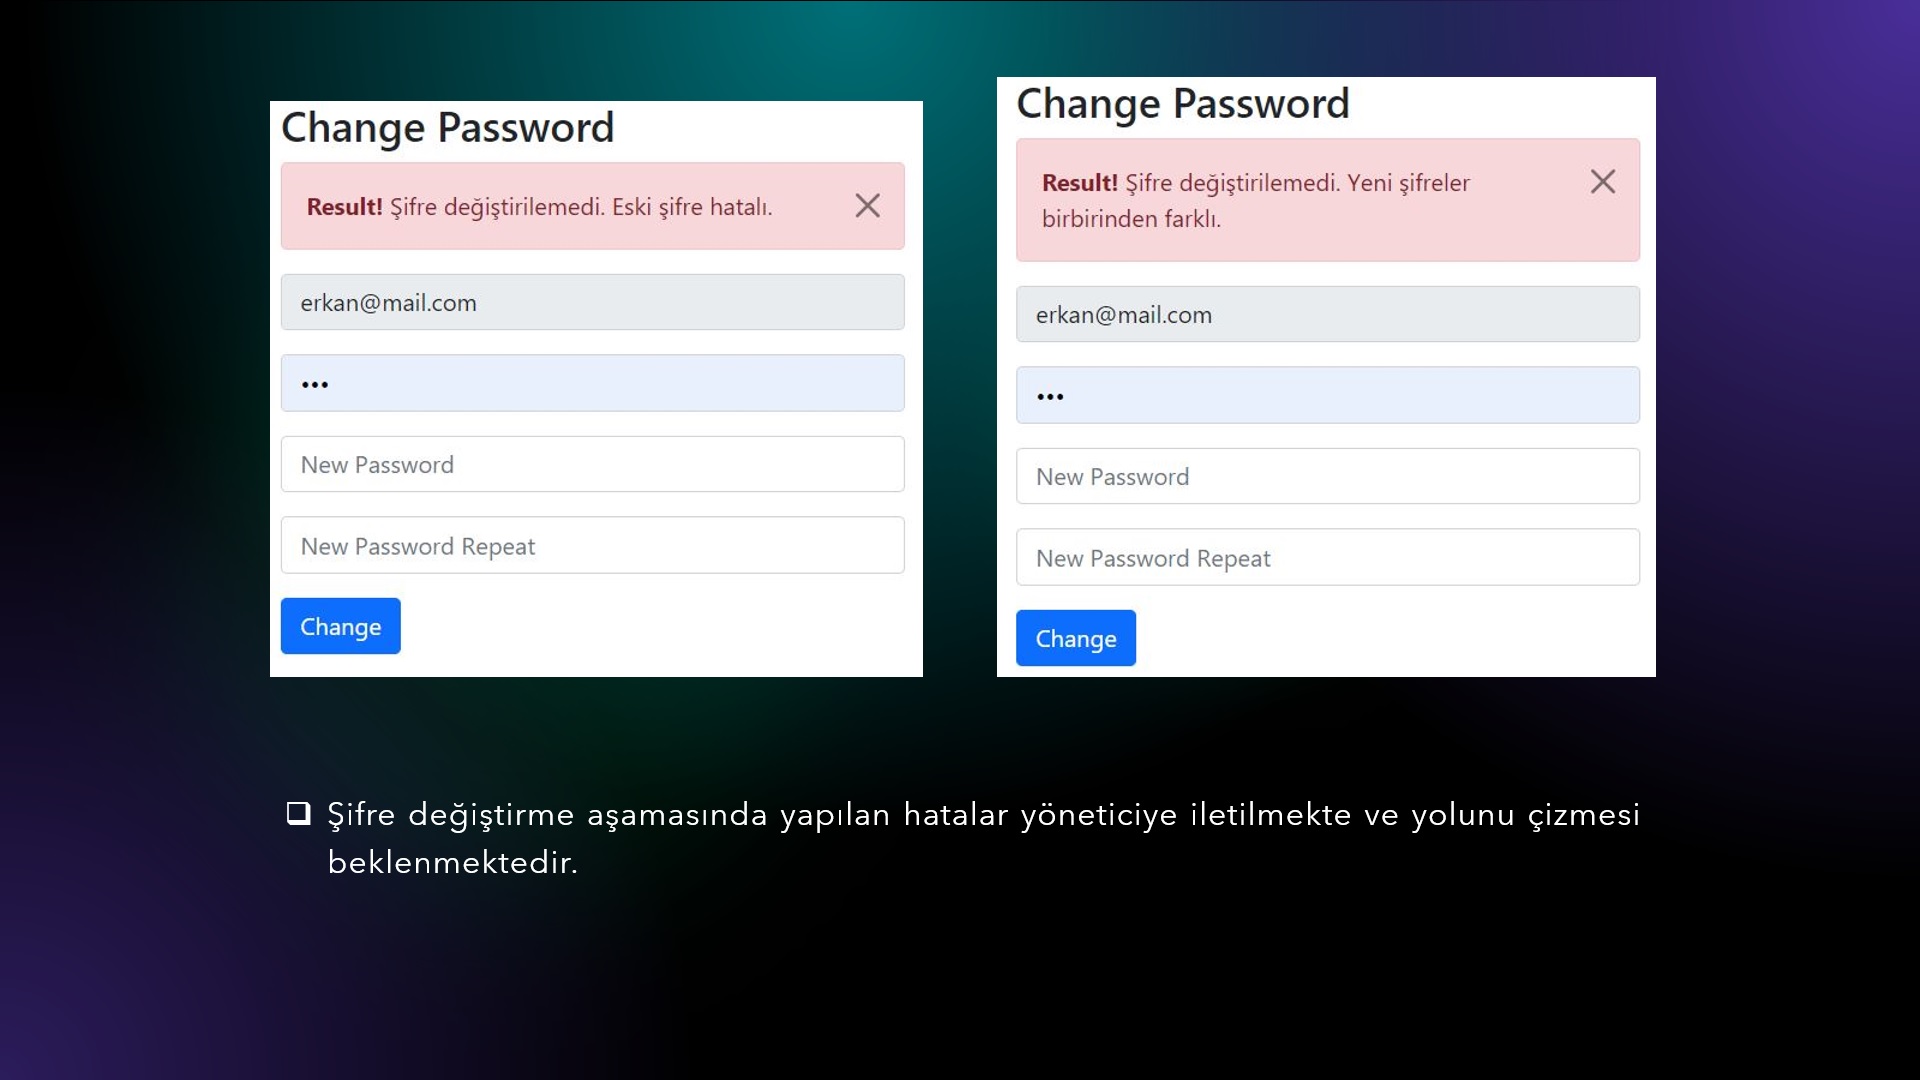 Change Password
Result! Şifre değiştirilemedi. Eski şifre hatalı.
erkan@mail.com
•••
New Password
New Password Repeat
Change
Change Password
Result! Şifre değiştirilemedi. Yeni şifreler
birbirinden farklı.
erkan@mail.com
•••
New Password
New Password Repeat
Change
❑ Şifre değiştirme aşamasında yapılan hatalar yöneticiye iletilmekte ve yolunu çizmesi
beklenmektedir.